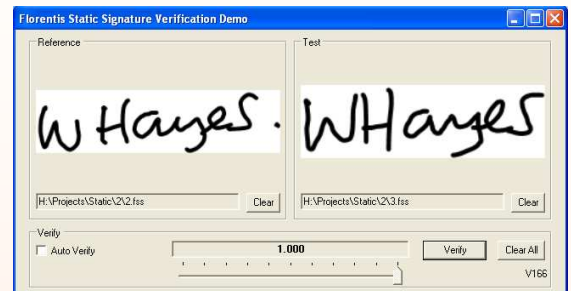 Florentis Static Signature Verification Demo
Reference
Test
W Hayes.
WHayes
H:\Projects\Static\2\2.fss
Clear
H:\Projects\Static\2\3.fss
Clear
Verify
Auto Verify
1.000
Verify
Clear All
V166